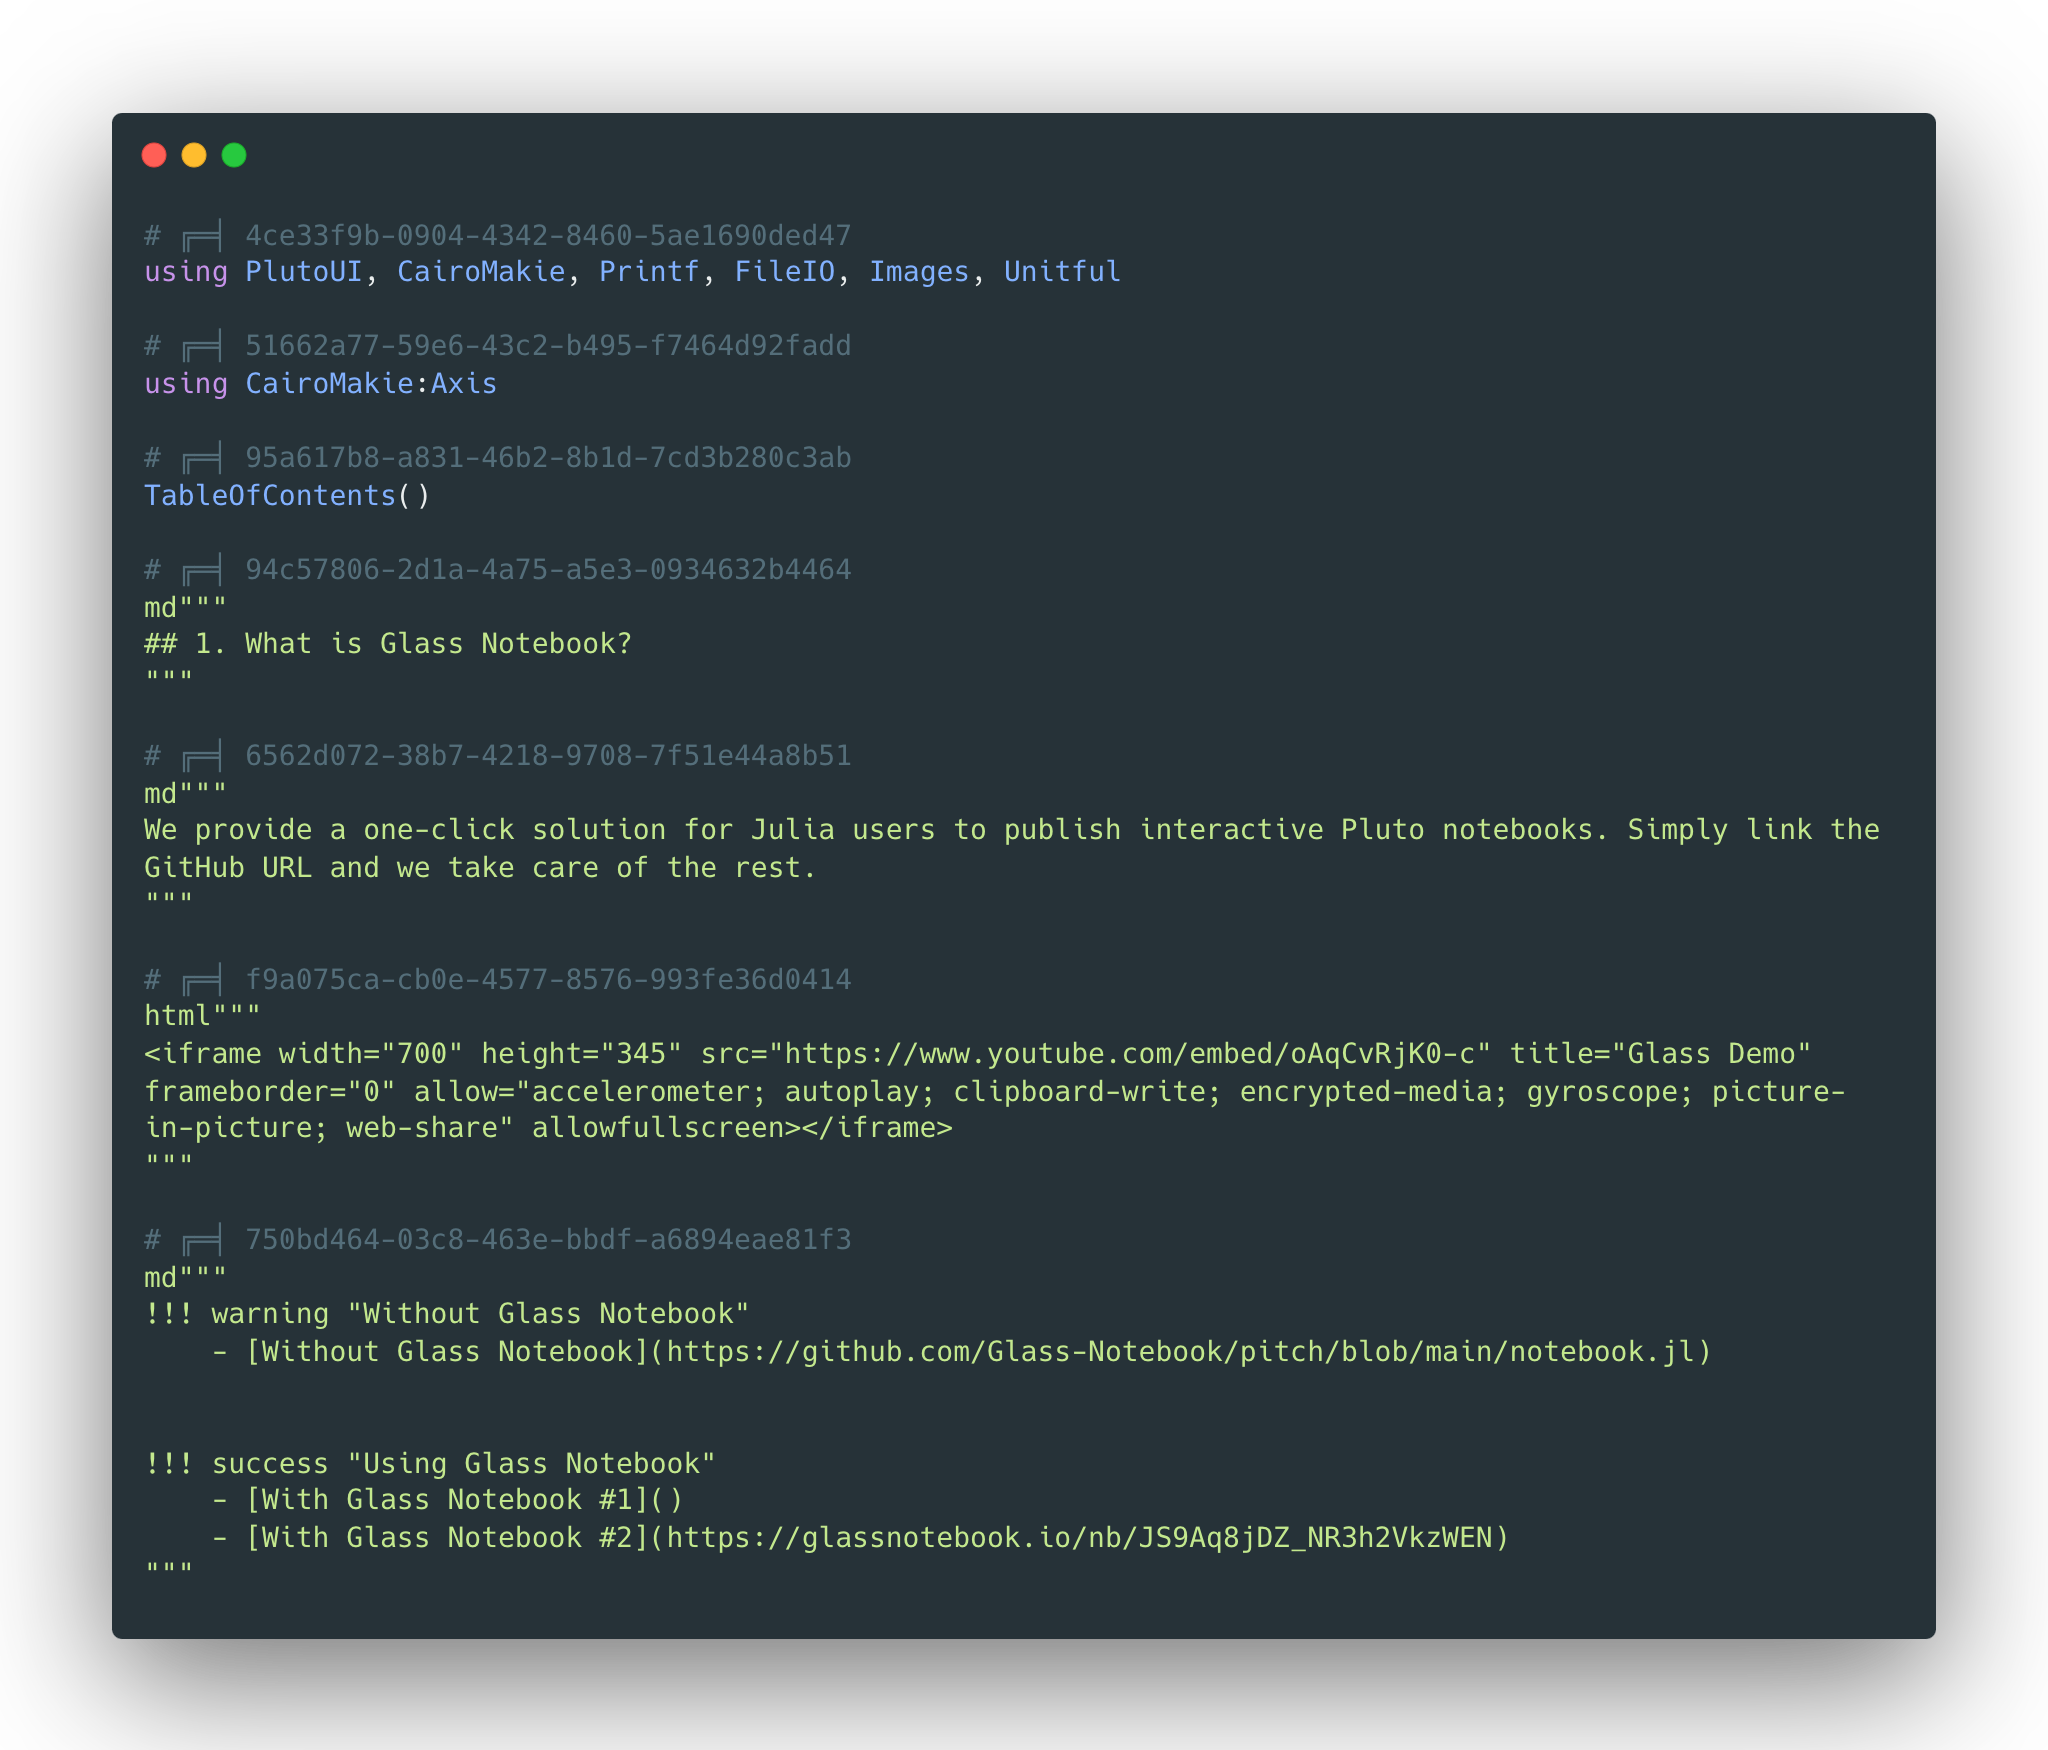 # ╔═╡ 4ce33f9b-0904-4342-8460-5ae1690ded47
using PlutoUI, CairoMakie, Printf, FileIO, Images, Unitful
# ╔═╡ 51662a77-59e6-43c2-b495-f7464d92fadd
using CairoMakie:Axis
# ╔═╡ 95a617b8-a831-46b2-8b1d-7cd3b280c3ab
TableOfContents()
# ╔═╡ 94c57806-2d1a-4a75-a5e3-0934632b4464
md"""
## 1. What is Glass Notebook?
"""
# ╔═╡ 6562d072-38b7-4218-9708-7f51e44a8b51
md"""
We provide a one-click solution for Julia users to publish interactive Pluto notebooks. Simply link the
GitHub URL and we take care of the rest.
"""
# ╔═╡ f9a075ca-cb0e-4577-8576-993fe36d0414
html"""
<iframe width="700" height="345" src="https://www.youtube.com/embed/oAqCvRjK0-c" title="Glass Demo"
frameborder="0" allow="accelerometer; autoplay; clipboard-write; encrypted-media; gyroscope; picture-
in-picture; web-share" allowfullscreen></iframe>
"""
# ╔═╡ 750bd464-03c8-463e-bbdf-a6894eae81f3
md"""
!!! warning "Without Glass Notebook"
    - [Without Glass Notebook](https://github.com/Glass-Notebook/pitch/blob/main/notebook.jl)
!!! success "Using Glass Notebook"
    - [With Glass Notebook #1]()
    - [With Glass Notebook #2](https://glassnotebook.io/nb/JS9Aq8jDZ_NR3h2VkzWEN)
"""